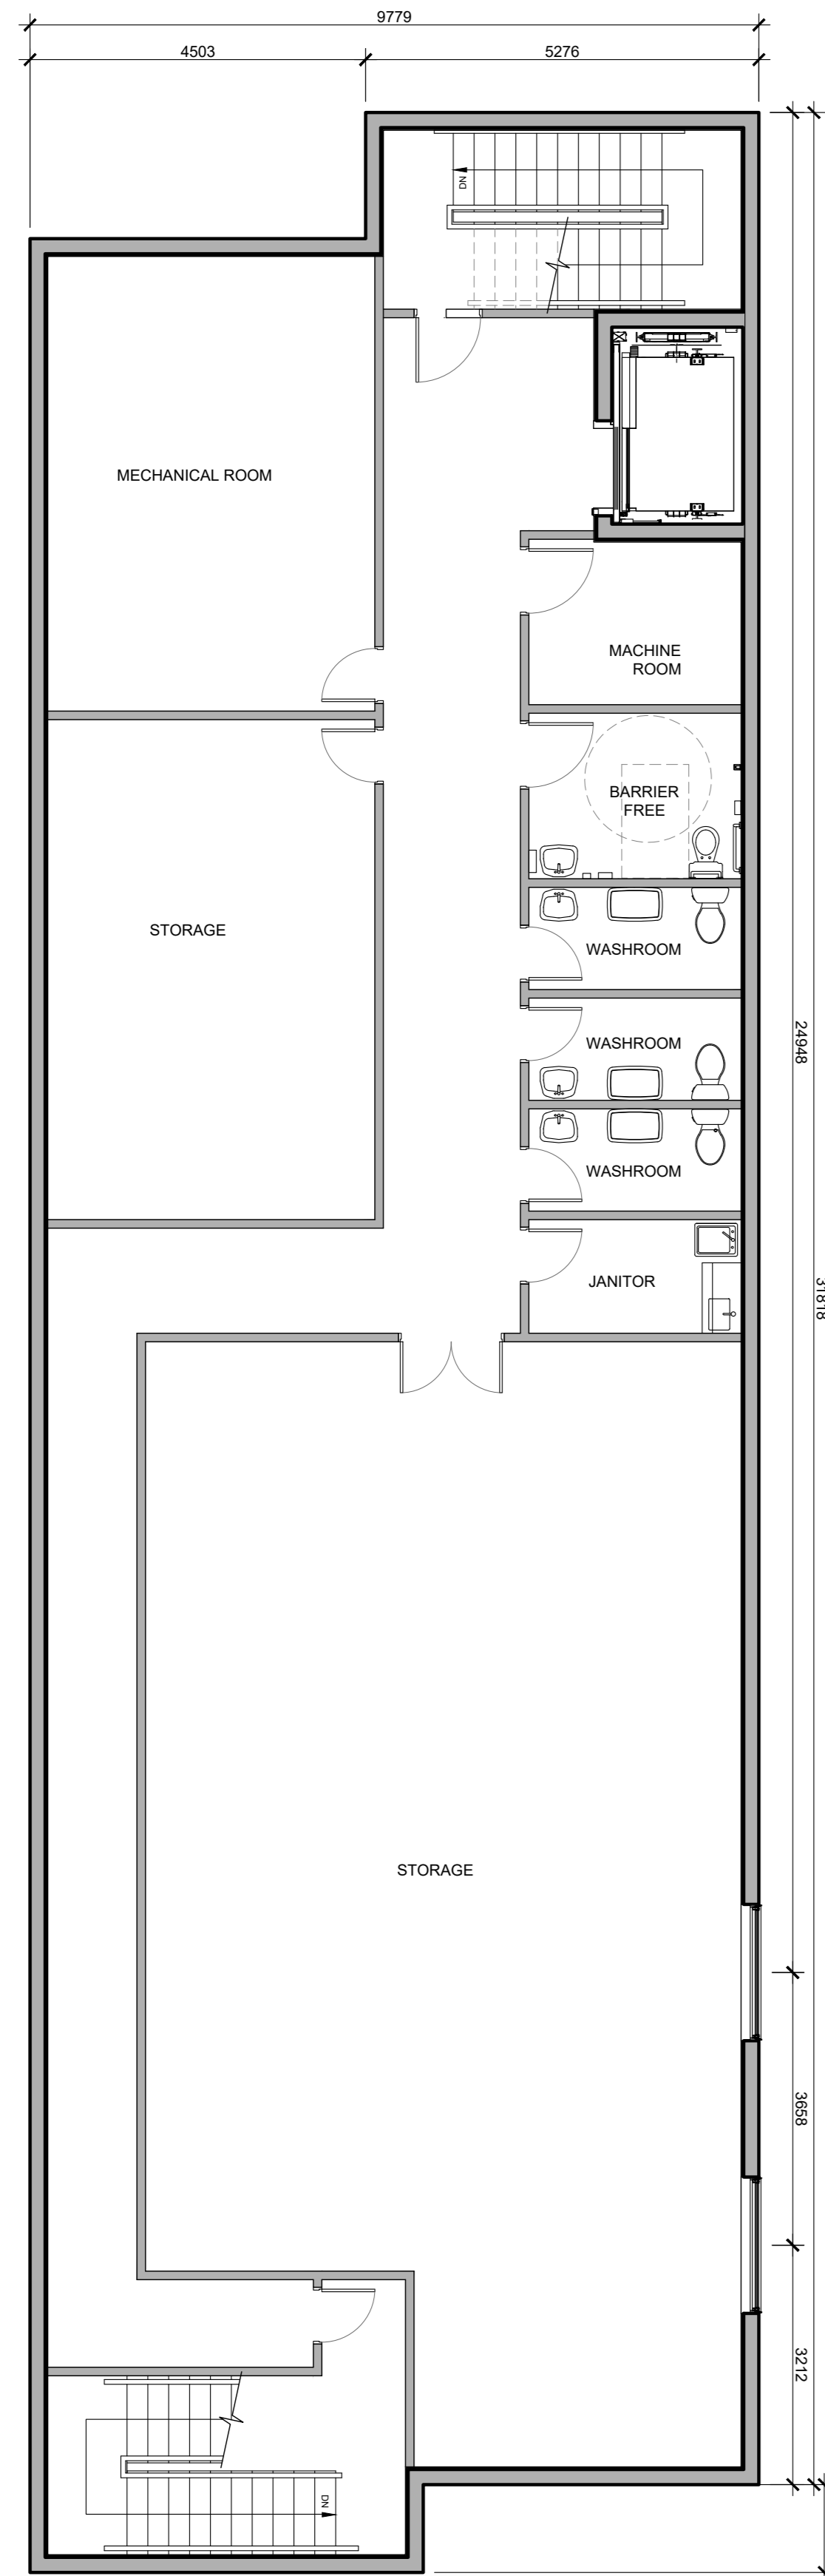 9779
4503
5276
DN
MECHANICAL ROOM
MACHINE
ROOM
BARRIER
FREE
STORAGE
WASHROOM
WASHROOM
24948
WASHROOM
JANITOR
31818
STORAGE
3658
3212
DN